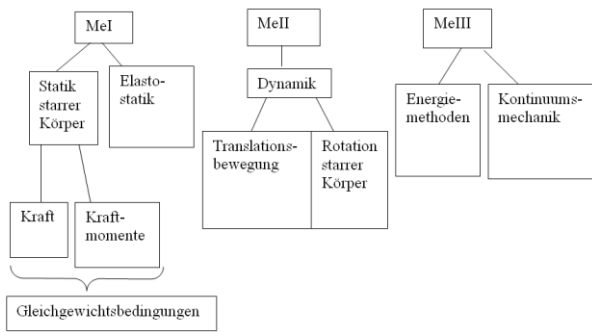 MeI
MeII
MeIII
Statik
starrer
Körper
Elasto-
statik
Dynamik
Energie-
methoden
Kontinuums-
mechanik
Translations-
bewegung
Rotation
starrer
Körper
Kraft
Kraft-
momente
Gleichgewichtsbedingungen